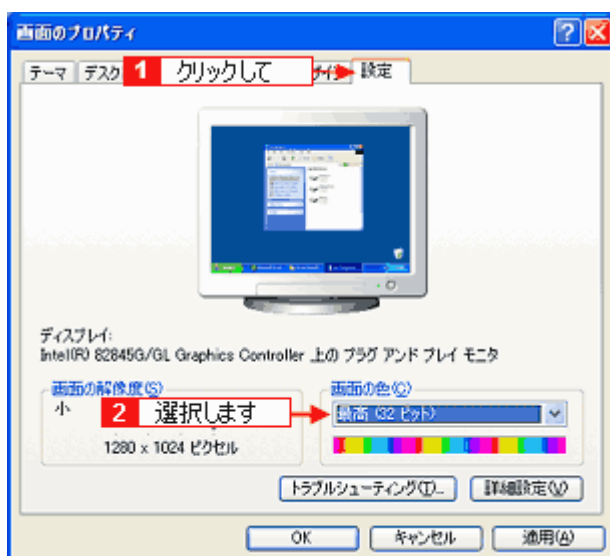 画面のプロパティ
テーマ デスク 1 クリックして ザイン 設定
ディスプレイ:
Intel(R) 82845G/GL Graphics Controller 上の プラグ アンド プレイ モニタ
画面の解像度(S)
小
2 選択します
1280 x 1024 ピクセル
画面の色(C)
最高 (32 ビット)
トラブルシューティング(T)... 詳細設定(V)
OK キャンセル 適用(A)